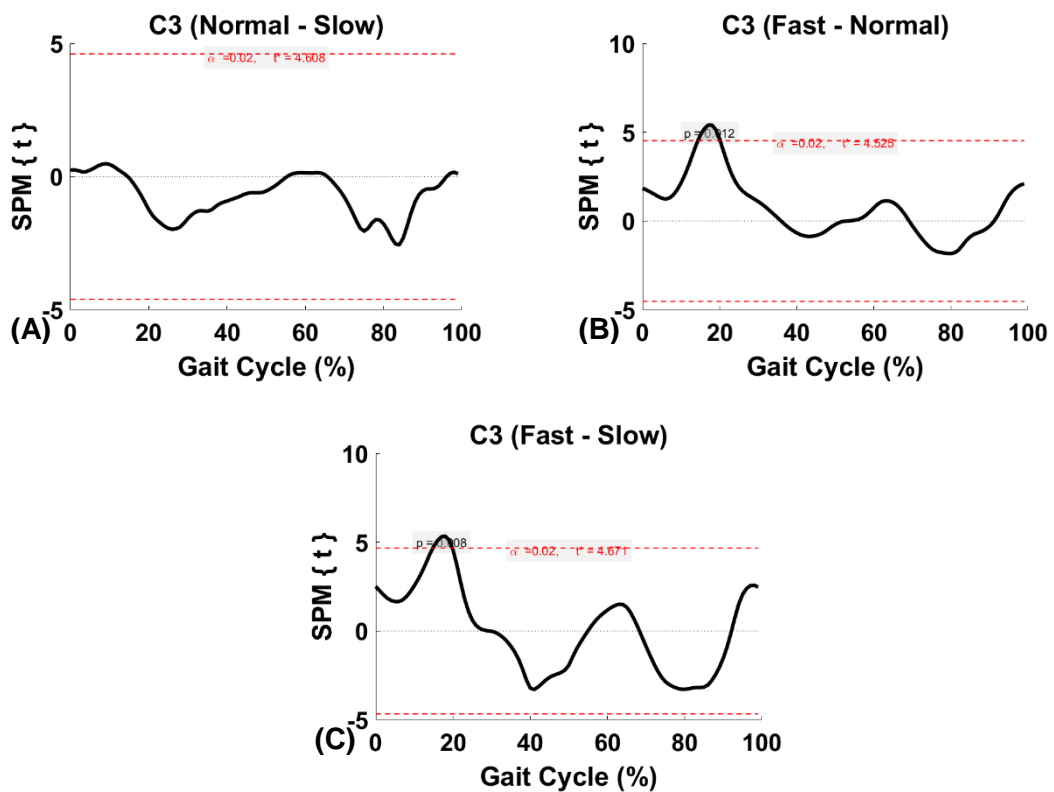 C3 (Normal - Slow)
5
α =0.02, t* = 4.608
SPM { t }
0
-5
(A)
0 20 40 60 80 100
Gait Cycle (%)
C3 (Fast - Normal)
10
5
p = 0.012
α =0.02, t* = 4.525
SPM { t }
0
-5
(B)
0 20 40 60 80 100
Gait Cycle (%)
C3 (Fast - Slow)
10
5
p = 0.008
α =0.02, t* = 4.671
SPM { t }
0
-5
(C)
0 20 40 60 80 100
Gait Cycle (%)